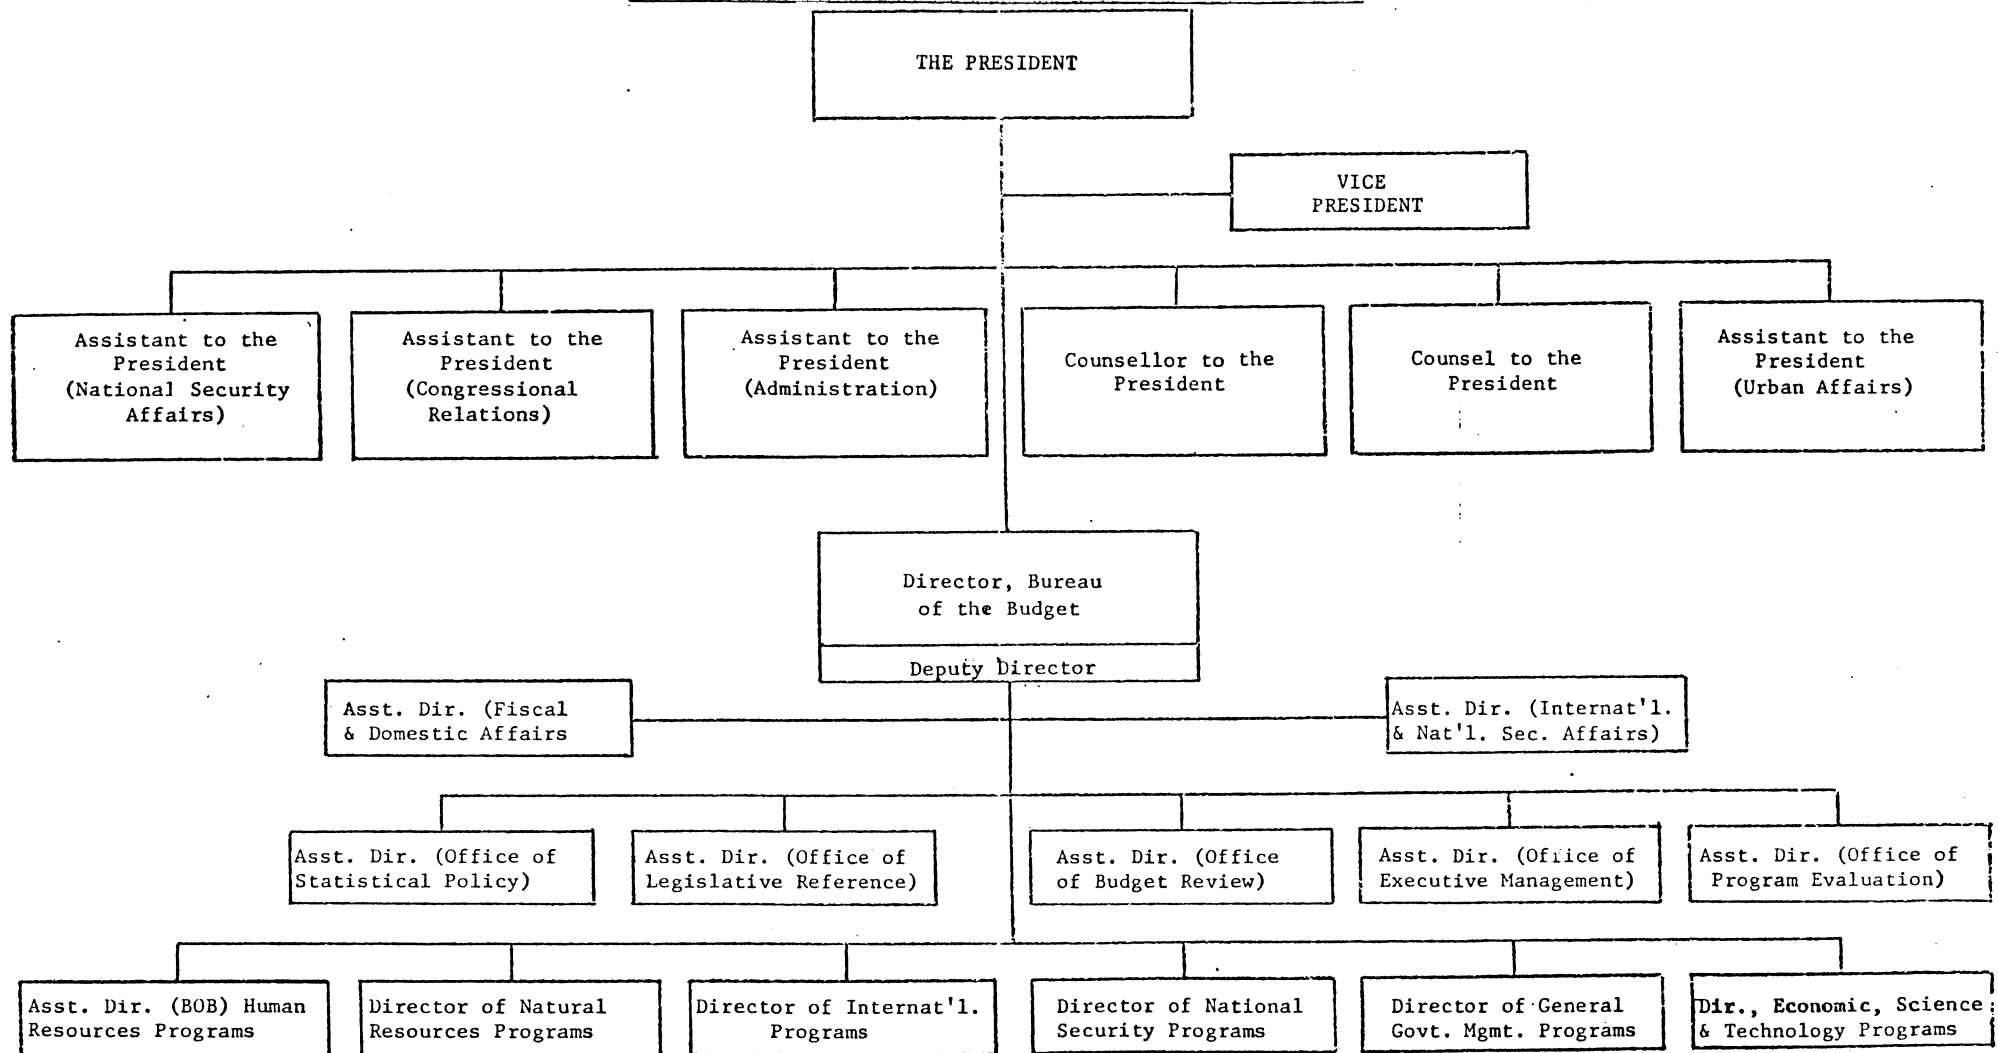 THE PRESIDENT
VICE
PRESIDENT
Assistant to the
President
(National Security
Affairs)
Assistant to the
President
(Congressional
Relations)
Assistant to the
President
(Administration)
Counsellor to the
President
Counsel to the
President
Assistant to the
President
(Urban Affairs)
Director, Bureau
of the Budget
Deputy Director
Asst. Dir. (Fiscal
& Domestic Affairs
Asst. Dir. (Internat'l.
& Nat'l. Sec. Affairs)
Asst. Dir. (Office of
Statistical Policy)
Asst. Dir. (Office of
Legislative Reference)
Asst. Dir. (Office
of Budget Review)
Asst. Dir. (Office of
Executive Management)
Asst. Dir. (Office of
Program Evaluation)
Asst. Dir. (BOB) Human
Resources Programs
Director of Natural
Resources Programs
Director of Internat'l.
Programs
Director of National
Security Programs
Director of General
Govt. Mgmt. Programs
Dir., Economic, Science
& Technology Programs